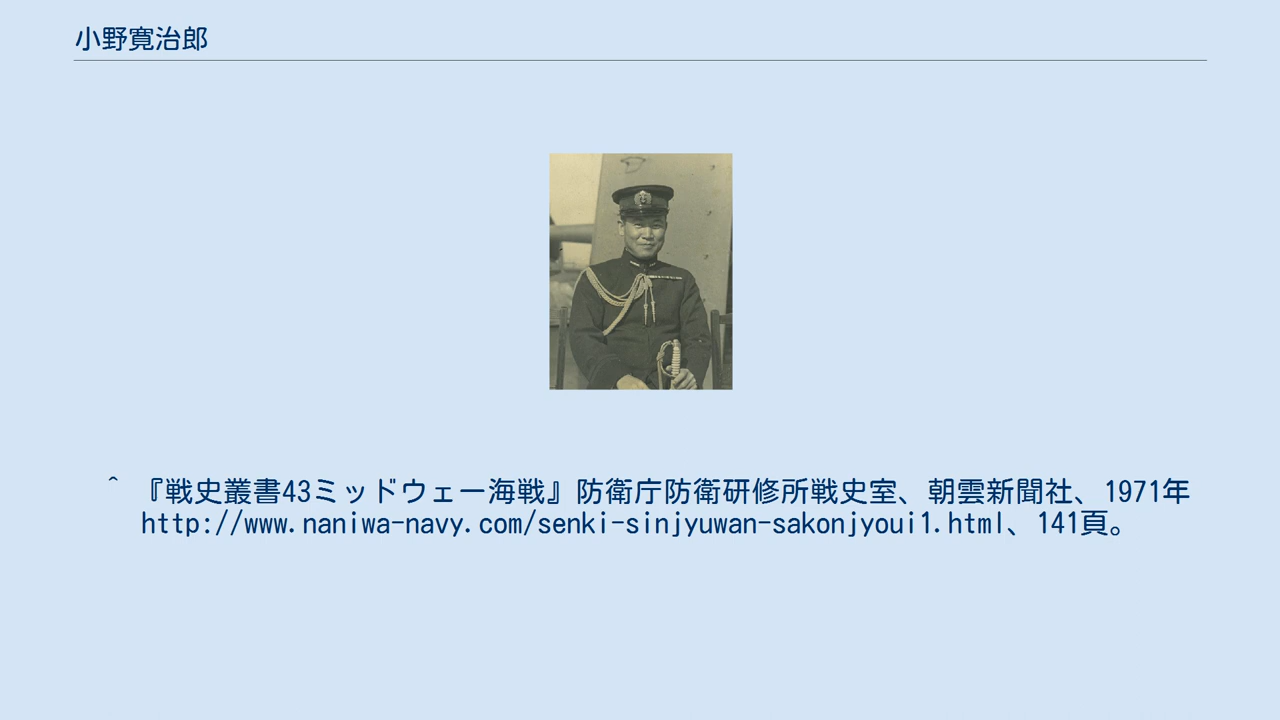 小野寛治郎
^ 『戦史叢書43ミッドウェー海戦』防衛庁防衛研修所戦史室、朝雲新聞社、1971年
http://www.naniwa-navy.com/senki-sinjyuwan-sakonjyoui1.html、141頁。